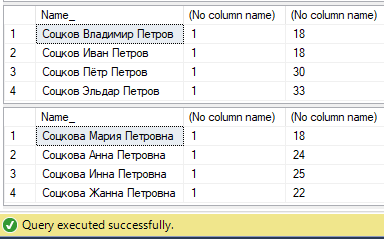 Name_ (No column name) (No column name)
1 Соцков Владимир Петров 1 18
2 Соцков Иван Петров 1 18
3 Соцков Пётр Петров 1 30
4 Соцков Эльдар Петров 1 33
Name_ (No column name) (No column name)
1 Соцкова Мария Петровна 1 18
2 Соцкова Анна Петровна 1 24
3 Соцкова Инна Петровна 1 25
4 Соцкова Жанна Петровна 1 22
Query executed successfully.